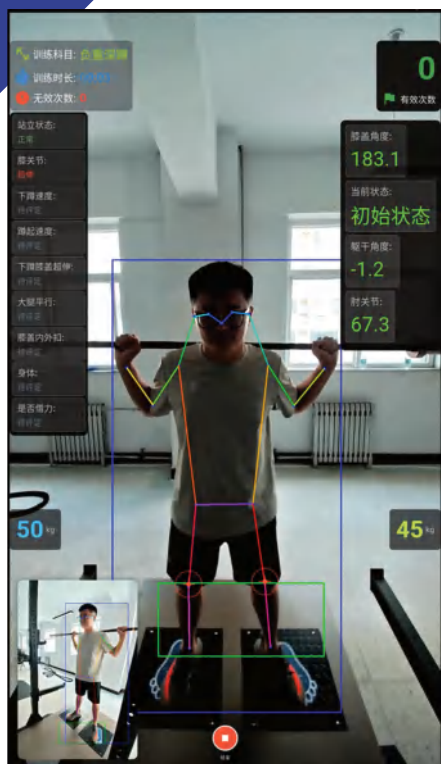 训练科目: 负重深蹲
训练时长:
无效次数: 0
0
有效次数
站立状态:
正常
膝关节:
超伸
下蹲速度:
待评定
蹲起速度:
待评定
下蹲膝盖超伸:
待评定
大腿平行:
待评定
膝盖内外扣:
待评定
身体:
待评定
是否借力:
待评定
膝盖角度:
183.1
当前状态:
初始状态
躯干角度:
-1.2
肘关节:
67.3
50 kg
45 kg